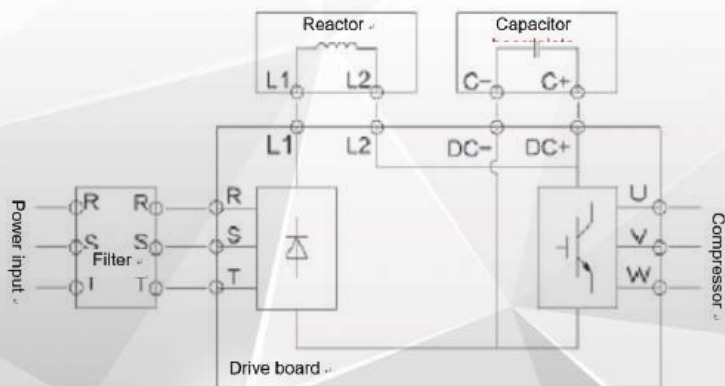 Reactor
Capacitor
L1 L2 C- C+
L1 L2 DC- DC+
Power input
R R R
S S S
Filter
T T
U
V
W
Compressor
Drive board